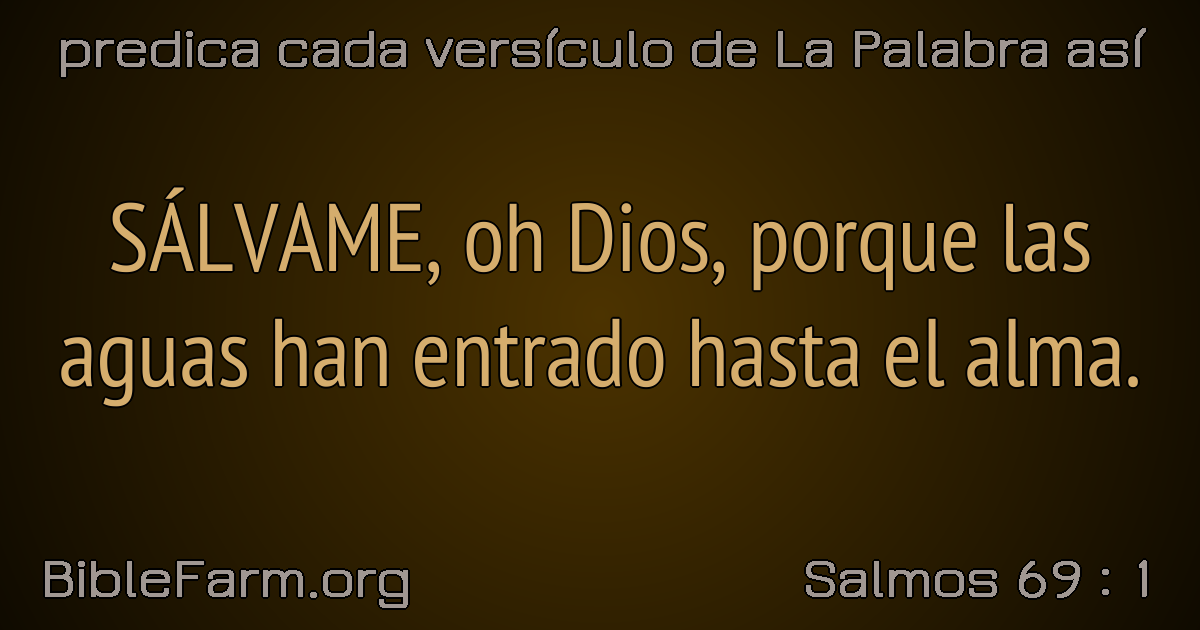 predica cada versículo de La Palabra así
SÁLVAME, oh Dios, porque las
aguas han entrado hasta el alma.
BibleFarm.org
Salmos 69 : 1